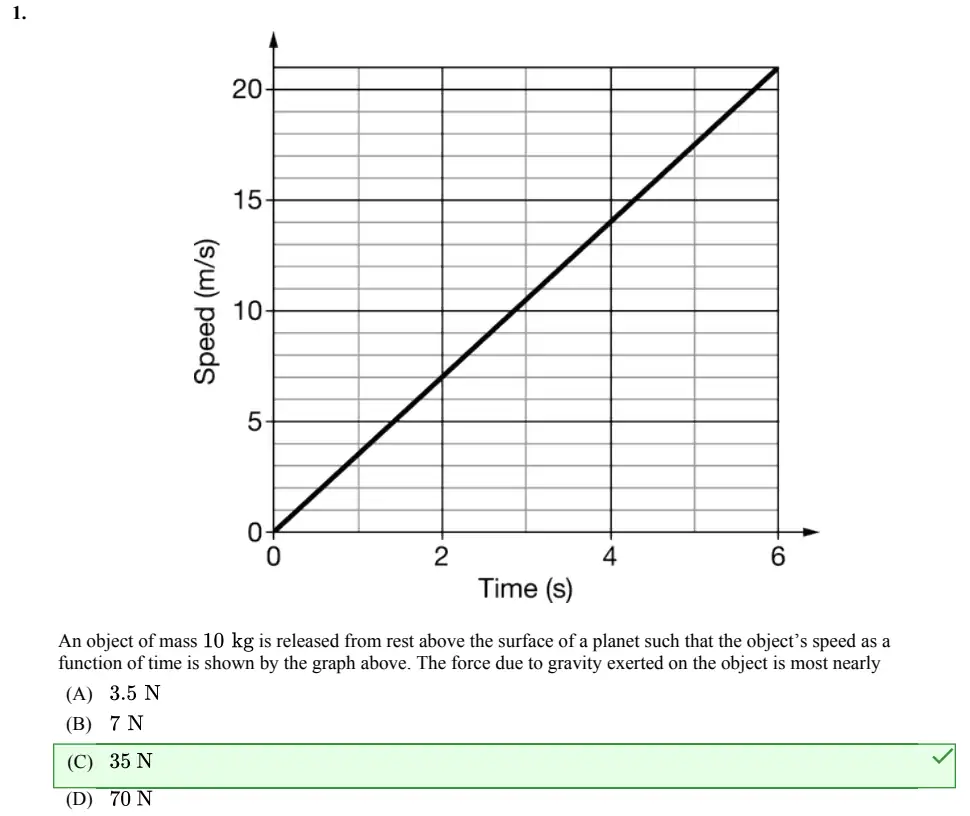 1.
20
15
10
5
0
Speed (m/s)
0 2 4 6
Time (s)
An object of mass 10 kg is released from rest above the surface of a planet such that the object’s speed as a
function of time is shown by the graph above. The force due to gravity exerted on the object is most nearly
(A) 3.5 N
(B) 7 N
(C) 35 N
(D) 70 N